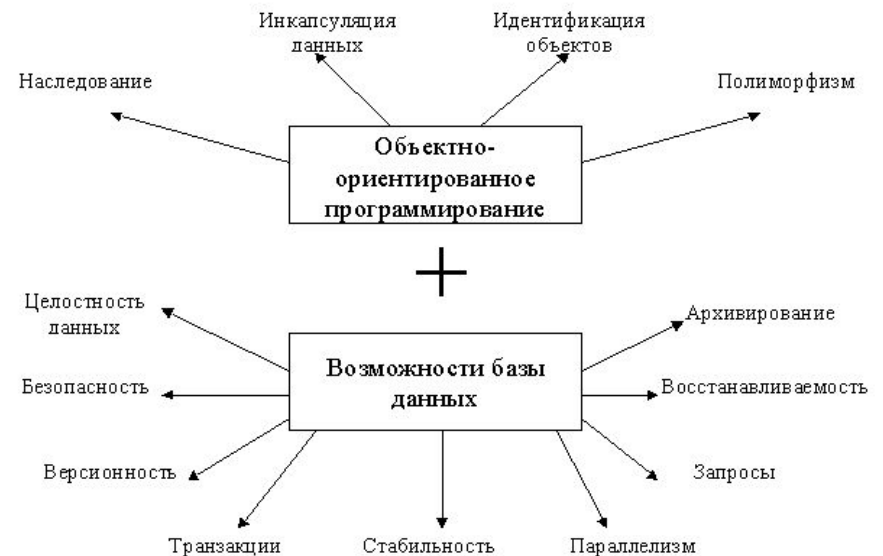 Инкапсуляция
данных
Идентификация
объектов
Наследование
Полиморфизм
Объектно-
ориентированное
программирование
+
Целостность
данных
Архивирование
Возможности базы
данных
Безопасность
Восстанавливаемость
Версионность
Запросы
Транзакции
Стабильность
Параллелизм